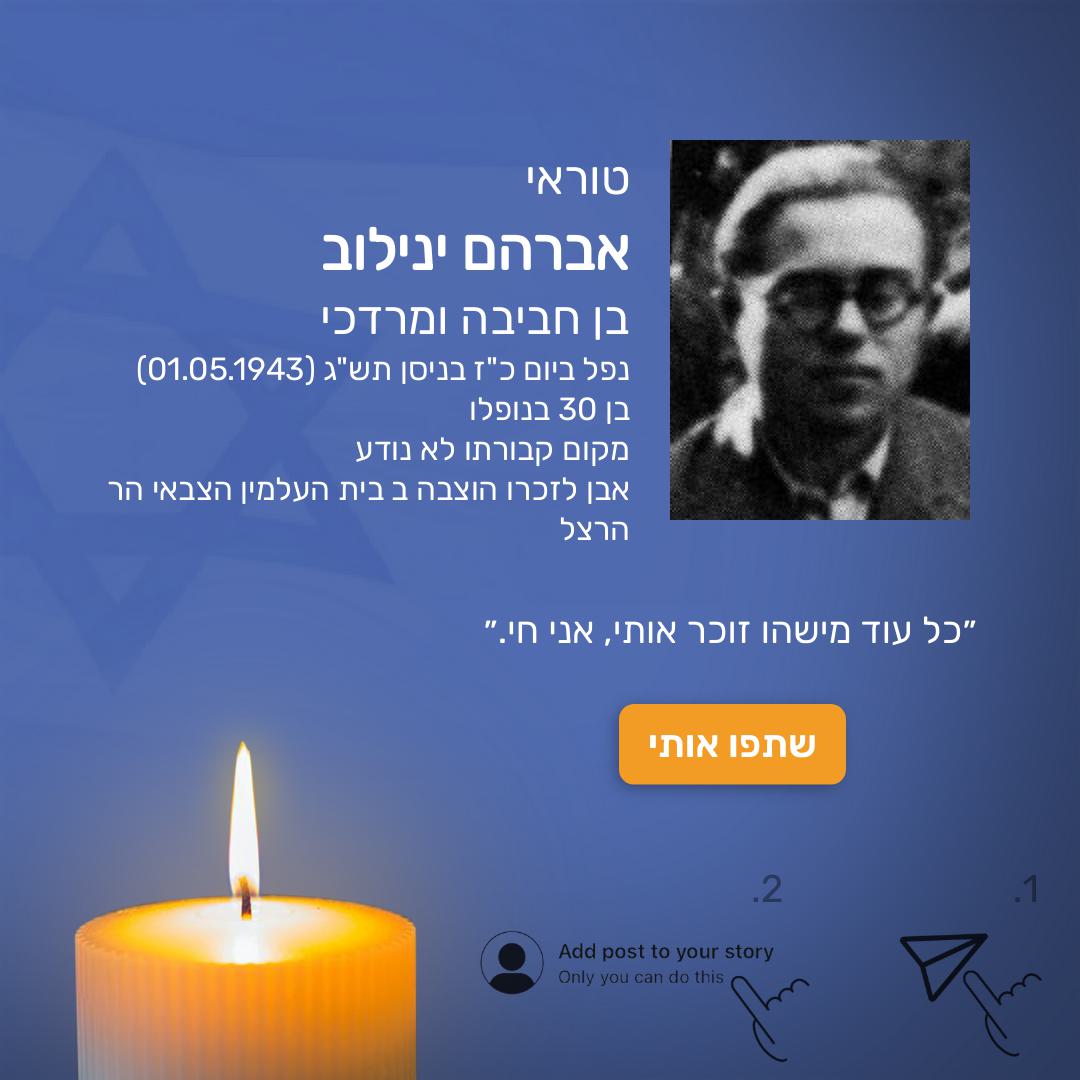 טוראי
אברהם ינילוב
בן חביבה ומרדכי
נפל ביום כ"ז בניסן תש"ג (01.05.1943)
בן 30 בנופלו
מקום קבורתו לא נודע
אבן לזכרו הוצבה ב בית העלמין הצבאי הר
הרצל
״כל עוד מישהו זוכר אותי, אני חי.״
שתפו אותי
.1
.2
Add post to your story
Only you can do this